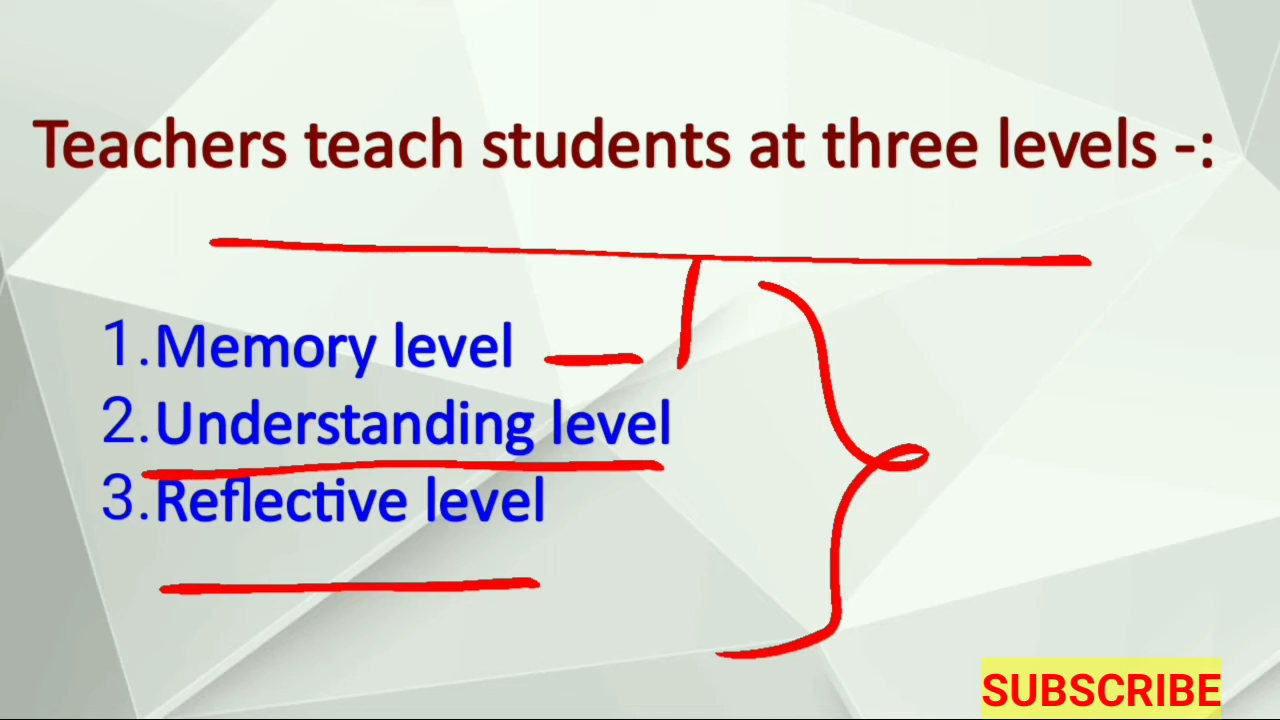 Teachers teach students at three levels -:
1.Memory level
2.Understanding level
3.Reflective level
SUBSCRIBE